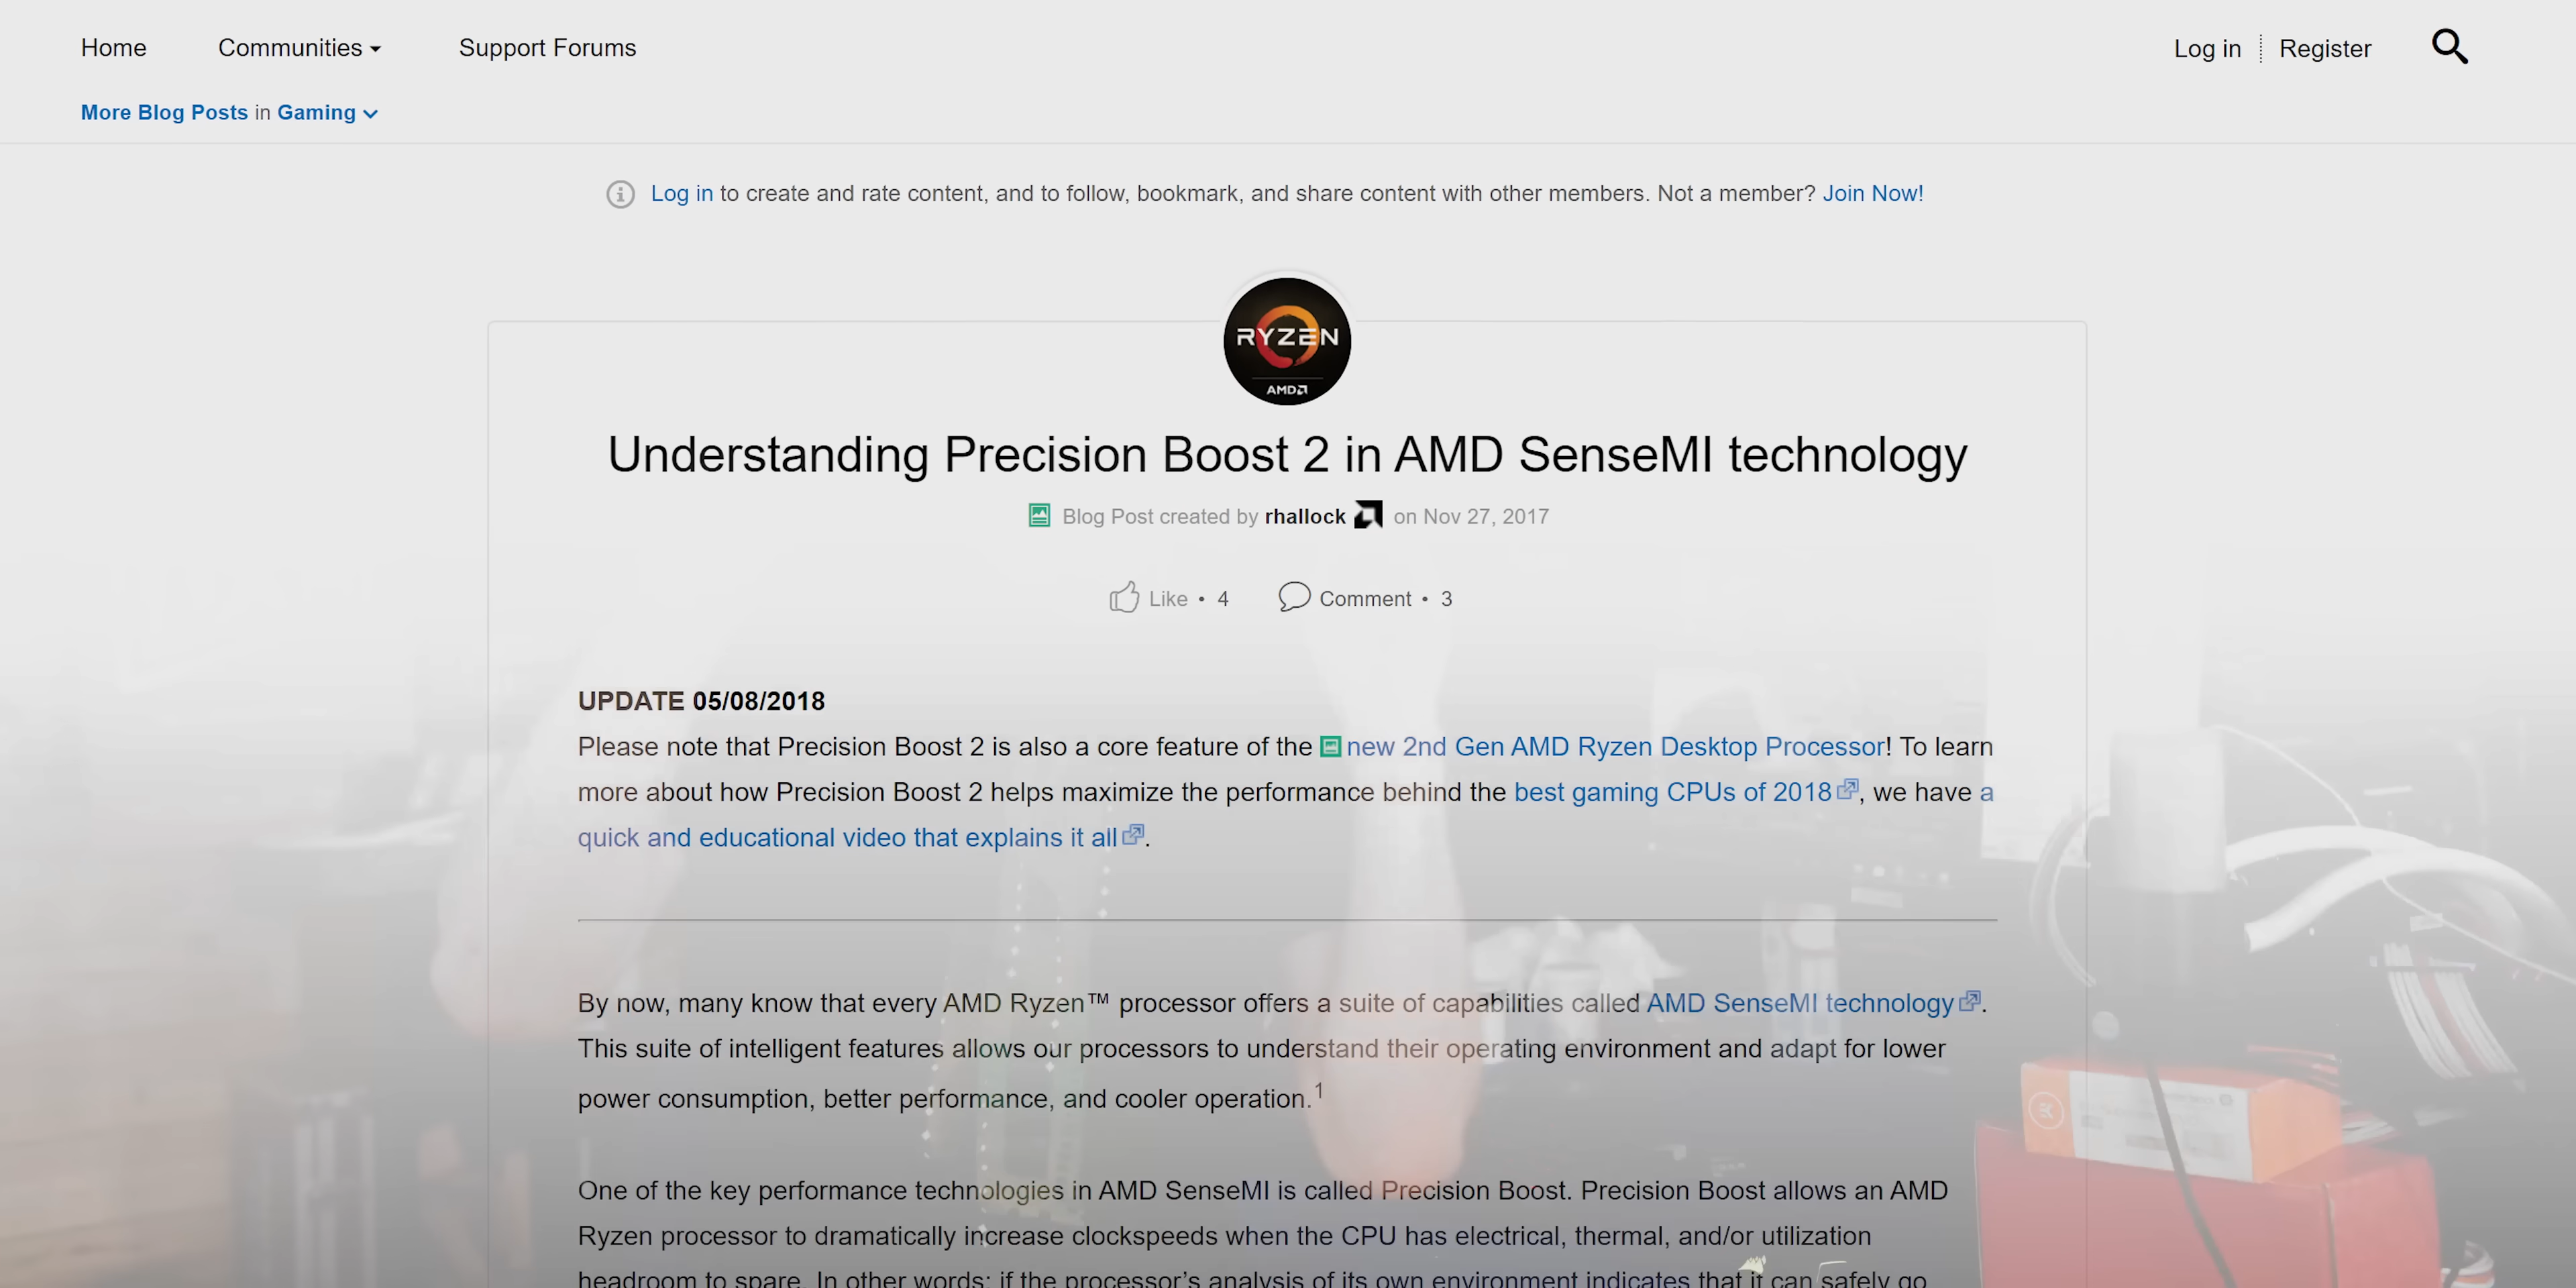 Home Communities Support Forums Log in Register
More Blog Posts in Gaming
Log in to create and rate content, and to follow, bookmark, and share content with other members. Not a member? Join Now!
RYZEN
AMD
Understanding Precision Boost 2 in AMD SenseMI technology
Blog Post created by rhallock on Nov 27, 2017
Like • 4 Comment • 3
UPDATE 05/08/2018
Please note that Precision Boost 2 is also a core feature of the new 2nd Gen AMD Ryzen Desktop Processor! To learn
more about how Precision Boost 2 helps maximize the performance behind the best gaming CPUs of 2018, we have a
quick and educational video that explains it all.
By now, many know that every AMD Ryzen™ processor offers a suite of capabilities called AMD SenseMI technology.
This suite of intelligent features allows our processors to understand their operating environment and adapt for lower
power consumption, better performance, and cooler operation.1
One of the key performance technologies in AMD SenseMI is called Precision Boost. Precision Boost allows an AMD
Ryzen processor to dramatically increase clockspeeds when the CPU has electrical, thermal, and/or utilization
headroom to spare. In other words: if the processor's analysis of its own environment indicates that it can safely go